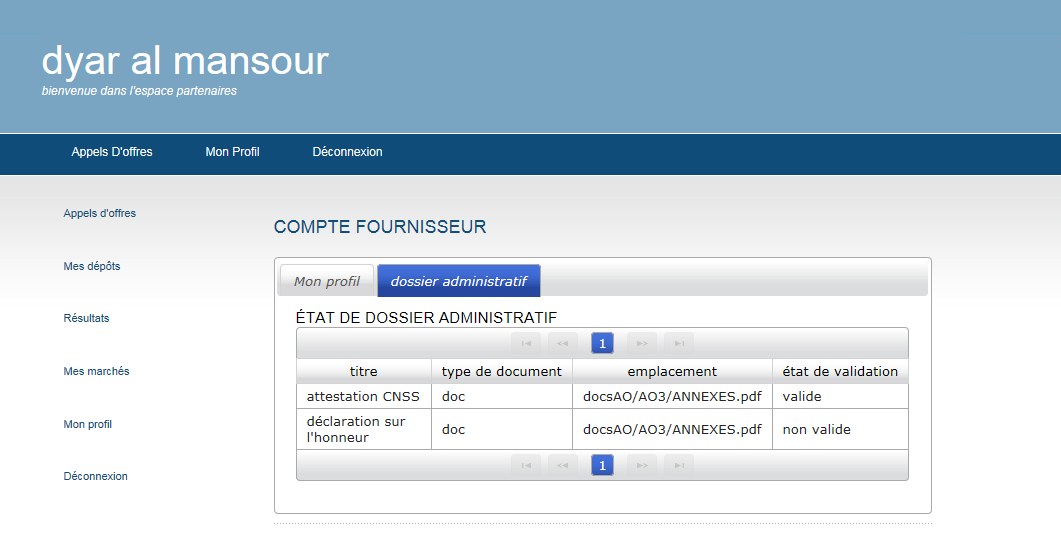 dyar al mansour
bienvenue dans l'espace partenaires
Appels D'offres Mon Profil Déconnexion
Appels d'offres
Mes dépôts
Résultats
Mes marchés
Mon profil
Déconnexion
COMPTE FOURNISSEUR
Mon profil dossier administratif
ÉTAT DE DOSSIER ADMINISTRATIF
1
titre type de document emplacement état de validation
attestation CNSS doc docsAO/AO3/ANNEXES.pdf valide
déclaration sur
l'honneur doc docsAO/AO3/ANNEXES.pdf non valide
1